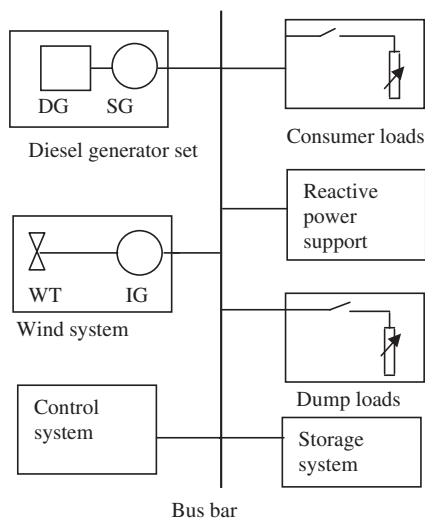 DG SG
Diesel generator set
Consumer loads
Reactive
power
support
WT IG
Wind system
Dump loads
Control
system
Storage
system
Bus bar